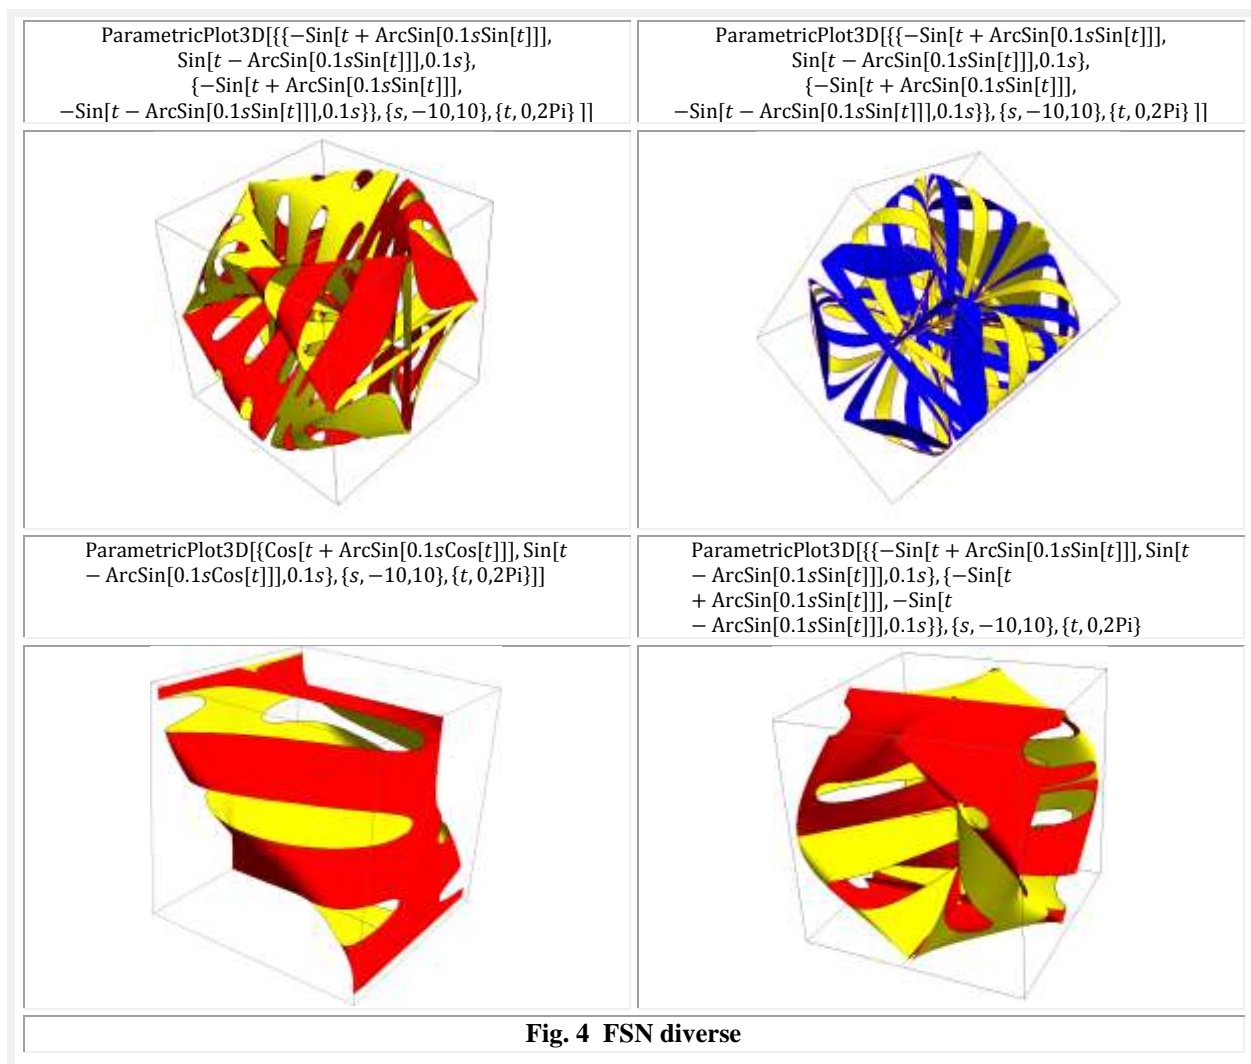 ParametricPlot3D[{{−Sin[t + ArcSin[0.1sSin[t]]],
Sin[t − ArcSin[0.1sSin[t]]],0.1s},
{−Sin[t + ArcSin[0.1sSin[t]]],
−Sin[t − ArcSin[0.1sSin[t]]],0.1s}},{s,−10,10},{t,0,2Pi} ]]
ParametricPlot3D[{{−Sin[t + ArcSin[0.1sSin[t]]],
Sin[t − ArcSin[0.1sSin[t]]],0.1s},
{−Sin[t + ArcSin[0.1sSin[t]]],
−Sin[t − ArcSin[0.1sSin[t]]],0.1s}},{s,−10,10},{t,0,2Pi} ]]
ParametricPlot3D[{Cos[t + ArcSin[0.1sCos[t]]],Sin[t
− ArcSin[0.1sCos[t]]],0.1s},{s,−10,10},{t,0,2Pi}]]
ParametricPlot3D[{{−Sin[t + ArcSin[0.1sSin[t]]],Sin[t
− ArcSin[0.1sSin[t]]],0.1s},{−Sin[t
+ ArcSin[0.1sSin[t]]],−Sin[t
− ArcSin[0.1sSin[t]]],0.1s}},{s,−10,10},{t,0,2Pi}
Fig. 4 FSN diverse